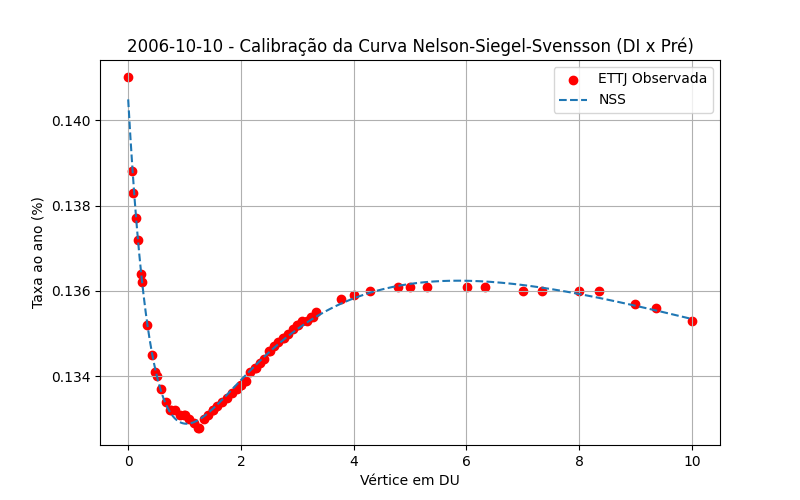 2006-10-10 - Calibração da Curva Nelson-Siegel-Svensson (DI x Pré)
ETTJ Observada
NSS
Taxa ao ano (%)
0.140
0.138
0.136
0.134
0 2 4 6 8 10
Vértice em DU